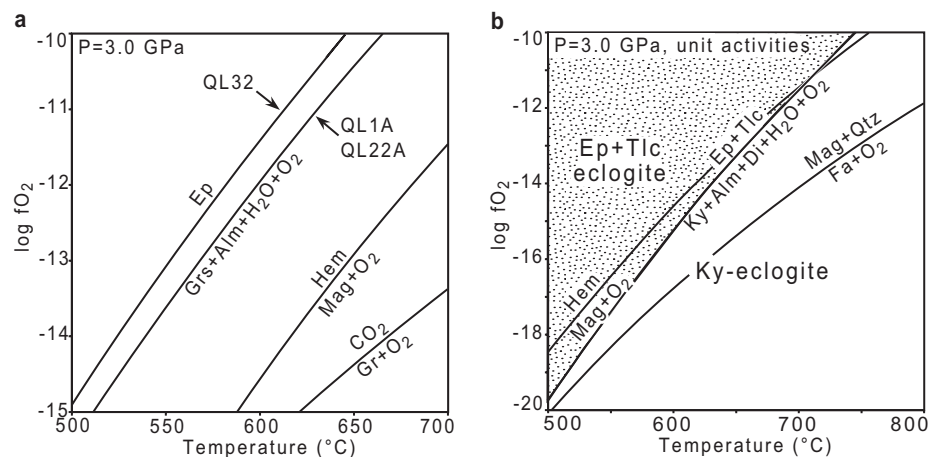 a
P=3.0 GPa
-10
-11
-12
-13
-14
-15
log fO₂
QL32
QL1A
QL22A
Ep
Grs+Alm+H₂O+O₂
Hem
Mag+O₂
CO₂
Gr+O₂
500 550 600 650 700
Temperature (°C)
b
P=3.0 GPa, unit activities
-10
-12
-14
-16
-18
-20
log fO₂
Ep+Tlc
eclogite
Ep+Tlc
Ky+Alm+Di+H₂O+O₂
Mag+Qtz
Fa+O₂
Hem
Mag+O₂
Ky-eclogite
500 600 700 800
Temperature (°C)